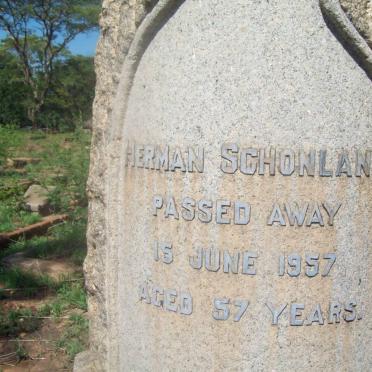 HERMAN SCHONLAN
PASSED AWAY
15 JUNE 1957
AGED 57 YEARS.